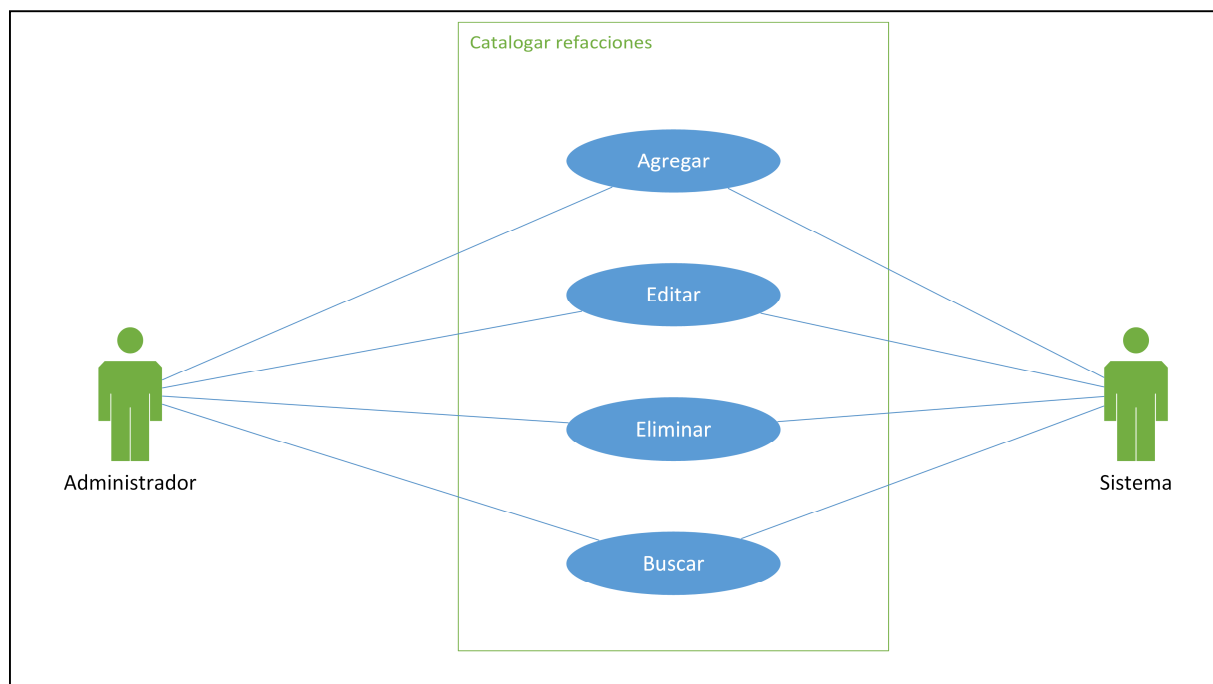 Catalogar refacciones
Agregar
Editar
Eliminar
Administrador
Sistema
Buscar